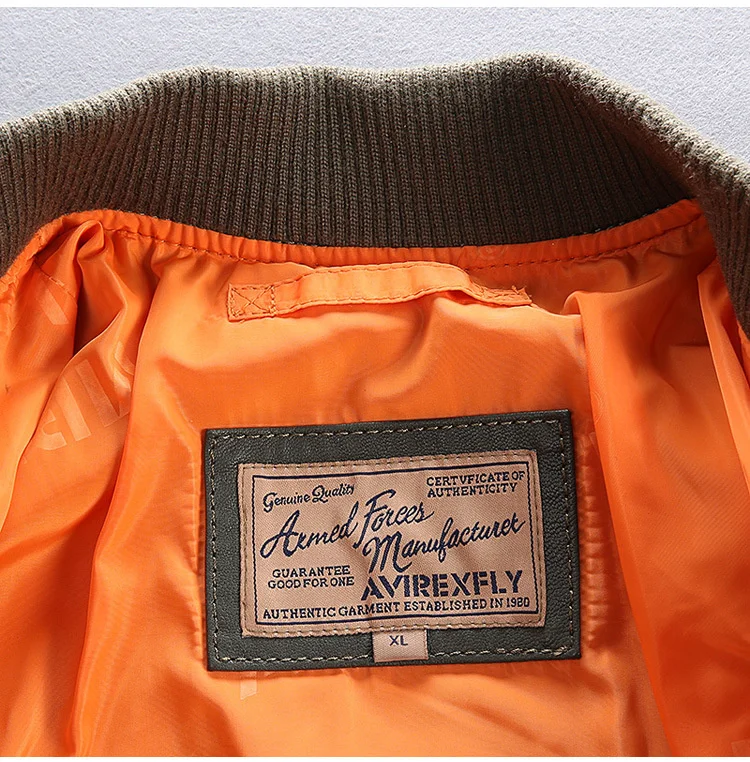 Genuine Quality
CERTVFICATE OF
AUTHENTICITY
Armed Forces
Manufacturer
GUARANTEE
GOOD FOR ONE
AVIREXFLY
AUTHENTIC GARMENT ESTABLISHED IN 1980
XL